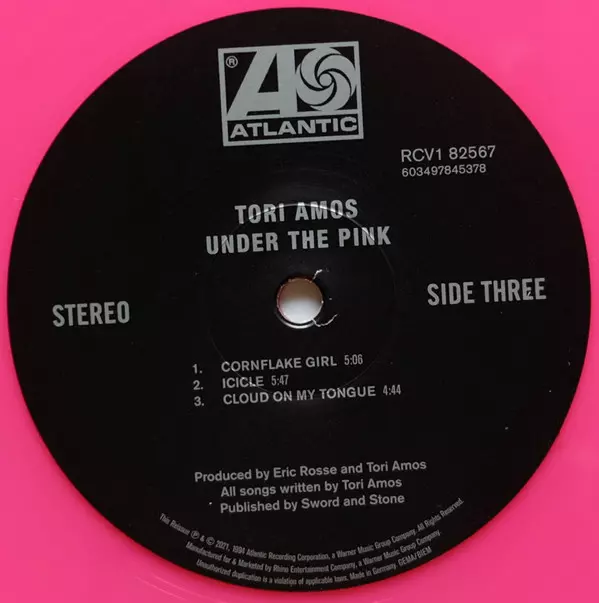 ®
ATLANTIC
RCV1 82567
603497845378
TORI AMOS
UNDER THE PINK
STEREO
SIDE THREE
1. CORNFLAKE GIRL 5:06
2. ICICLE 5:47
3. CLOUD ON MY TONGUE 4:44
Produced by Eric Rosse and Tori Amos
All songs written by Tori Amos
Published by Sword and Stone
This Release ℗ & © 2021, 1994 Atlantic Recording Corporation, a Warner Music Group Company. All Rights Reserved.
Manufactured for & Marketed by Rhino Entertainment Company, a Warner Music Group Company.
Unauthorized duplication is a violation of applicable laws. Made in Germany. GEMA/BIEM